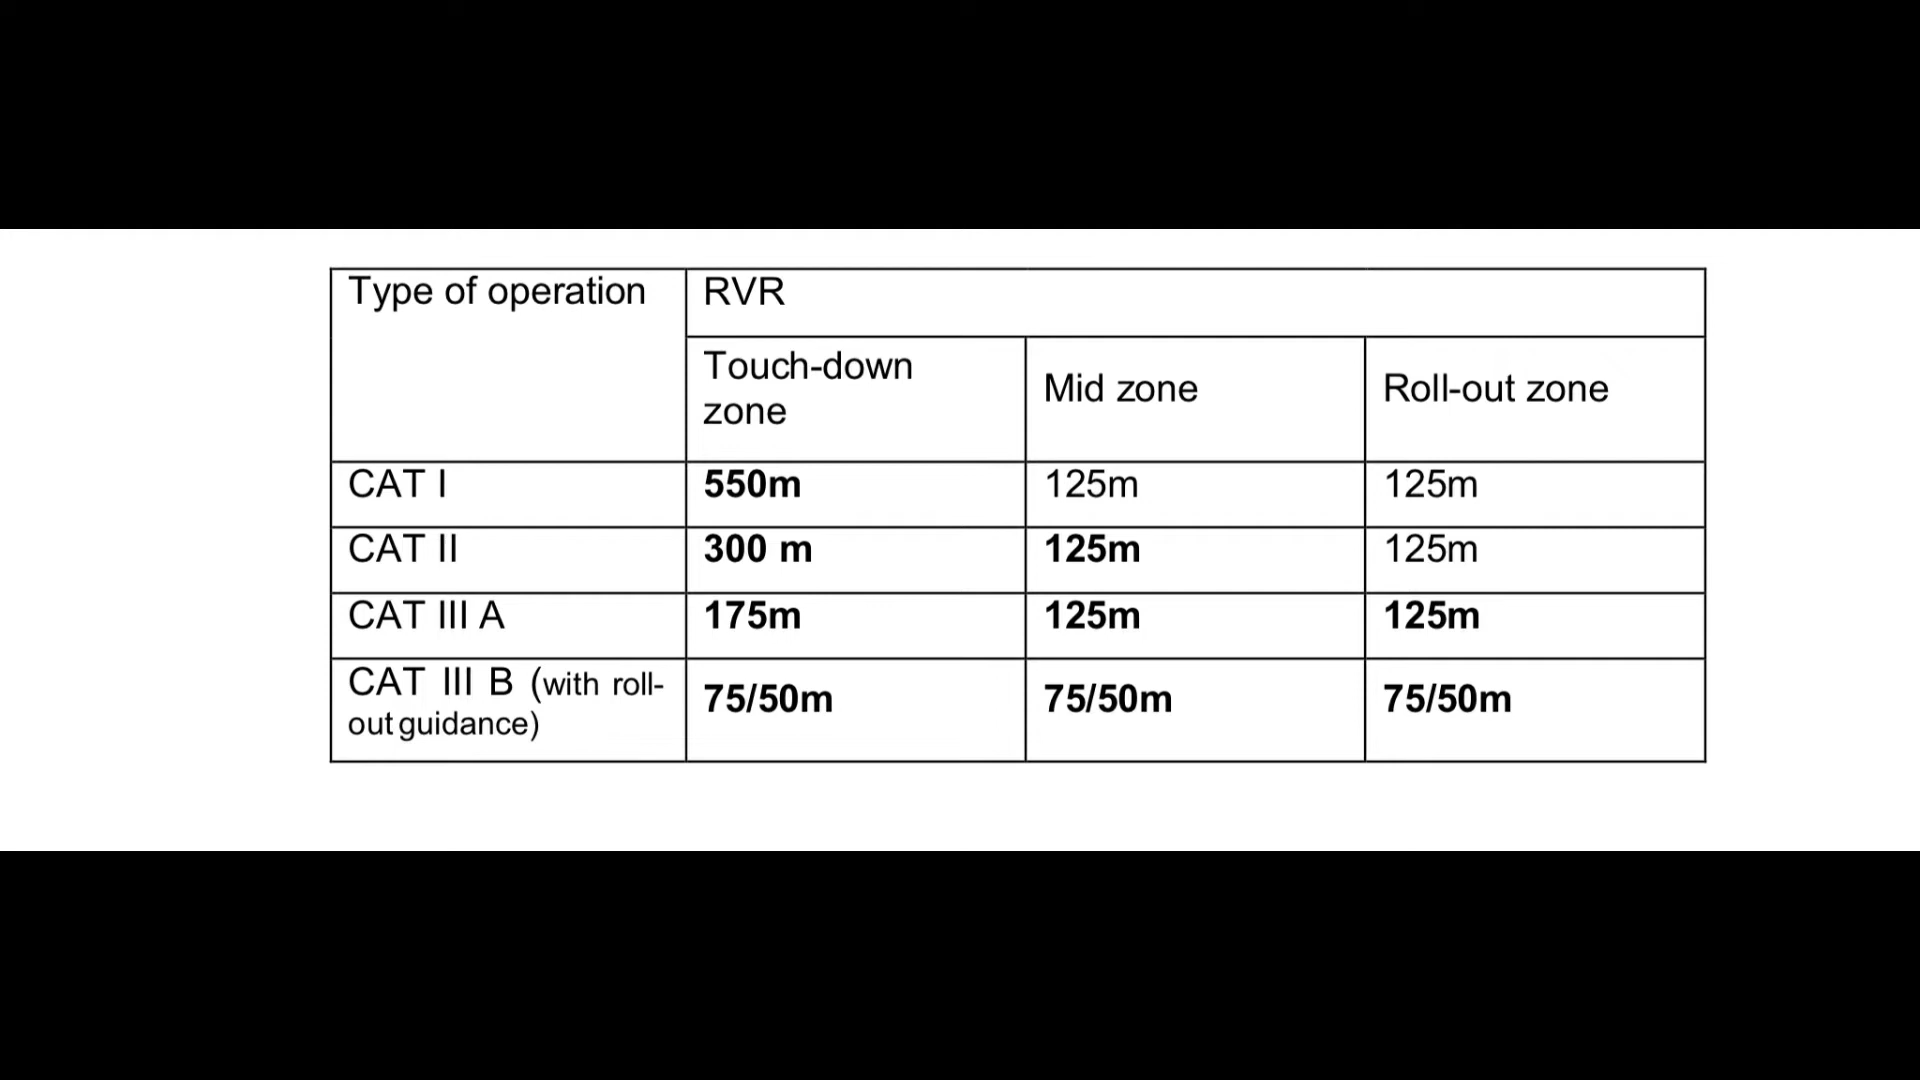 Type of operation
RVR
Touch-down
zone
Mid zone
Roll-out zone
CAT I
550m
125m
125m
CAT II
300 m
125m
125m
CAT III A
175m
125m
125m
CAT III B (with roll-
out guidance)
75/50m
75/50m
75/50m